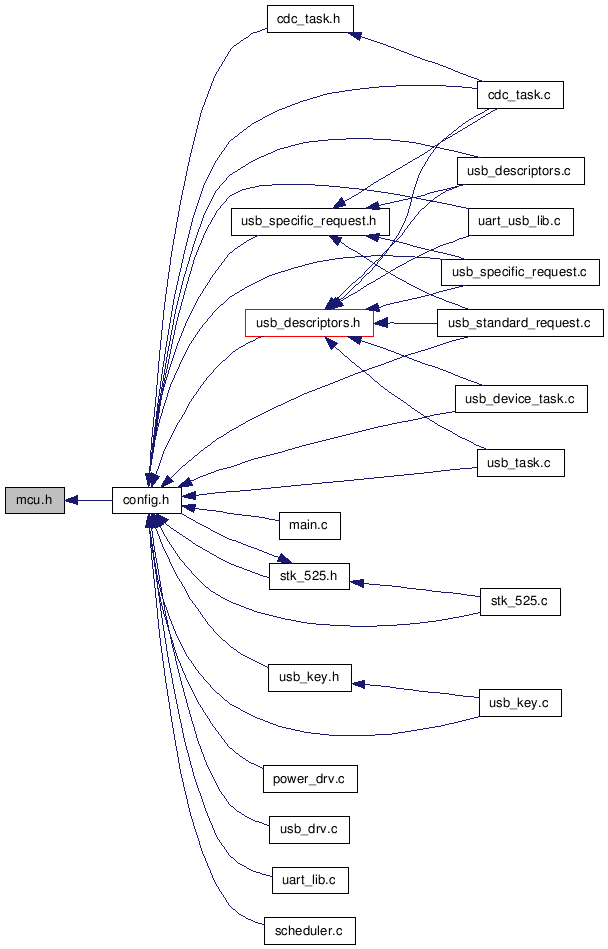 cdc_task.h
cdc_task.c
usb_descriptors.c
usb_specific_request.h
uart_usb_lib.c
usb_specific_request.c
usb_descriptors.h
usb_standard_request.c
usb_device_task.c
usb_task.c
mcu.h
config.h
main.c
stk_525.h
stk_525.c
usb_key.h
usb_key.c
power_drv.c
usb_drv.c
uart_lib.c
scheduler.c